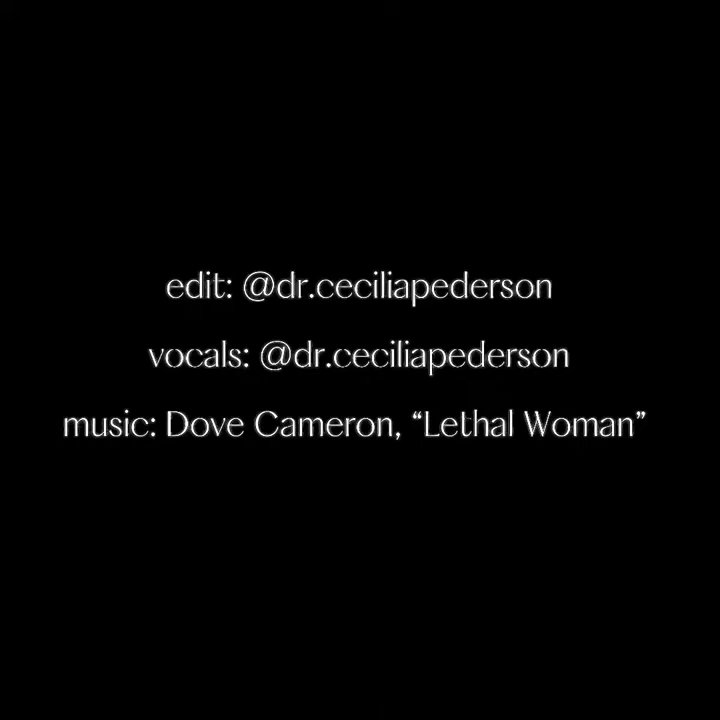 edit: @dr.ceciliapederson
vocals: @dr.ceciliapederson
music: Dove Cameron, “Lethal Woman”